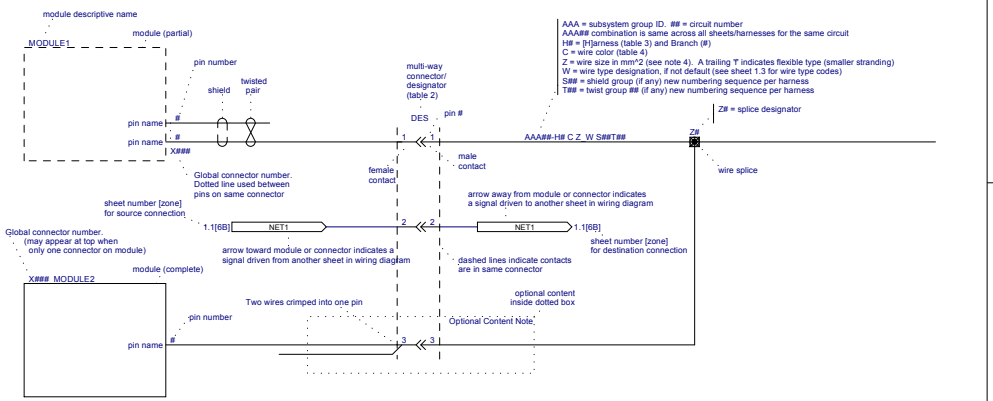 module descriptive name
MODULE1
module (partial)
pin number
shield
twisted
pair
pin name
#
pin name
#
X###
Global connector number.
Dotted line used between
pins on same connector
multi-way
connector/
designator
(table 2)
DES
pin #
1
1
female
contact
male
contact
AAA = subsystem group ID.  ## = circuit number
AAA## combination is same across all sheets/harnesses for the same circuit
H# = [H]arness (table 3) and Branch (#)
C = wire color (table 4)
Z = wire size in mm^2 (see note 4).  A trailing 'f' indicates flexible type (smaller stranding)
W = wire type designation, if not default (see sheet 1.3 for wire type codes)
S## = shield group (if any) new numbering sequence per harness
T## = twist group ## (if any) new numbering sequence per harness
AAA##-H# C Z_W S##T##
Z# = splice designator
Z#
wire splice
sheet number [zone]
for source connection
1.1[6B]
NET1
2
2
arrow toward module or connector indicates a
signal driven from another sheet in wiring diagram
arrow away from module or connector indicates
a signal driven to another sheet in wiring diagram
NET1
1.1[6B]
sheet number [zone]
for destination connection
dashed lines indicate contacts
are in same connector
Global connector number.
(may appear at top when
only one connector on module)
module (complete)
X###  MODULE2
pin number
pin name
#
Two wires crimped into one pin
optional content
inside dotted box
Optional Content Note
3
3